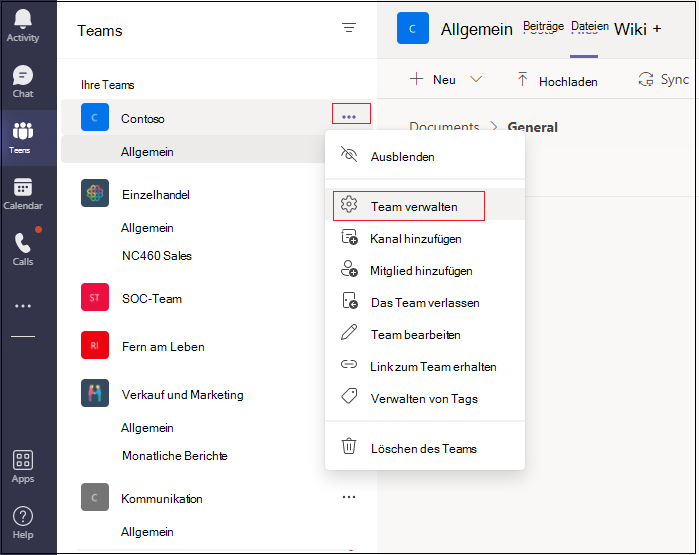 Activity
Chat
Teens
Calendar
Calls
Apps
Help
Teams
Ihre Teams
C Contoso
Allgemein
Einzelhandel
Allgemein
NC460 Sales
ST SOC-Team
RI Fern am Leben
Verkauf und Marketing
Allgemein
Monatliche Berichte
C Kommunikation
Allgemein
C Allgemein Beiträge Dateien Wiki +
Neu Hochladen Sync
Documents > General
Ausblenden
Team verwalten
Kanal hinzufügen
Mitglied hinzufügen
Das Team verlassen
Team bearbeiten
Link zum Team erhalten
Verwalten von Tags
Löschen des Teams